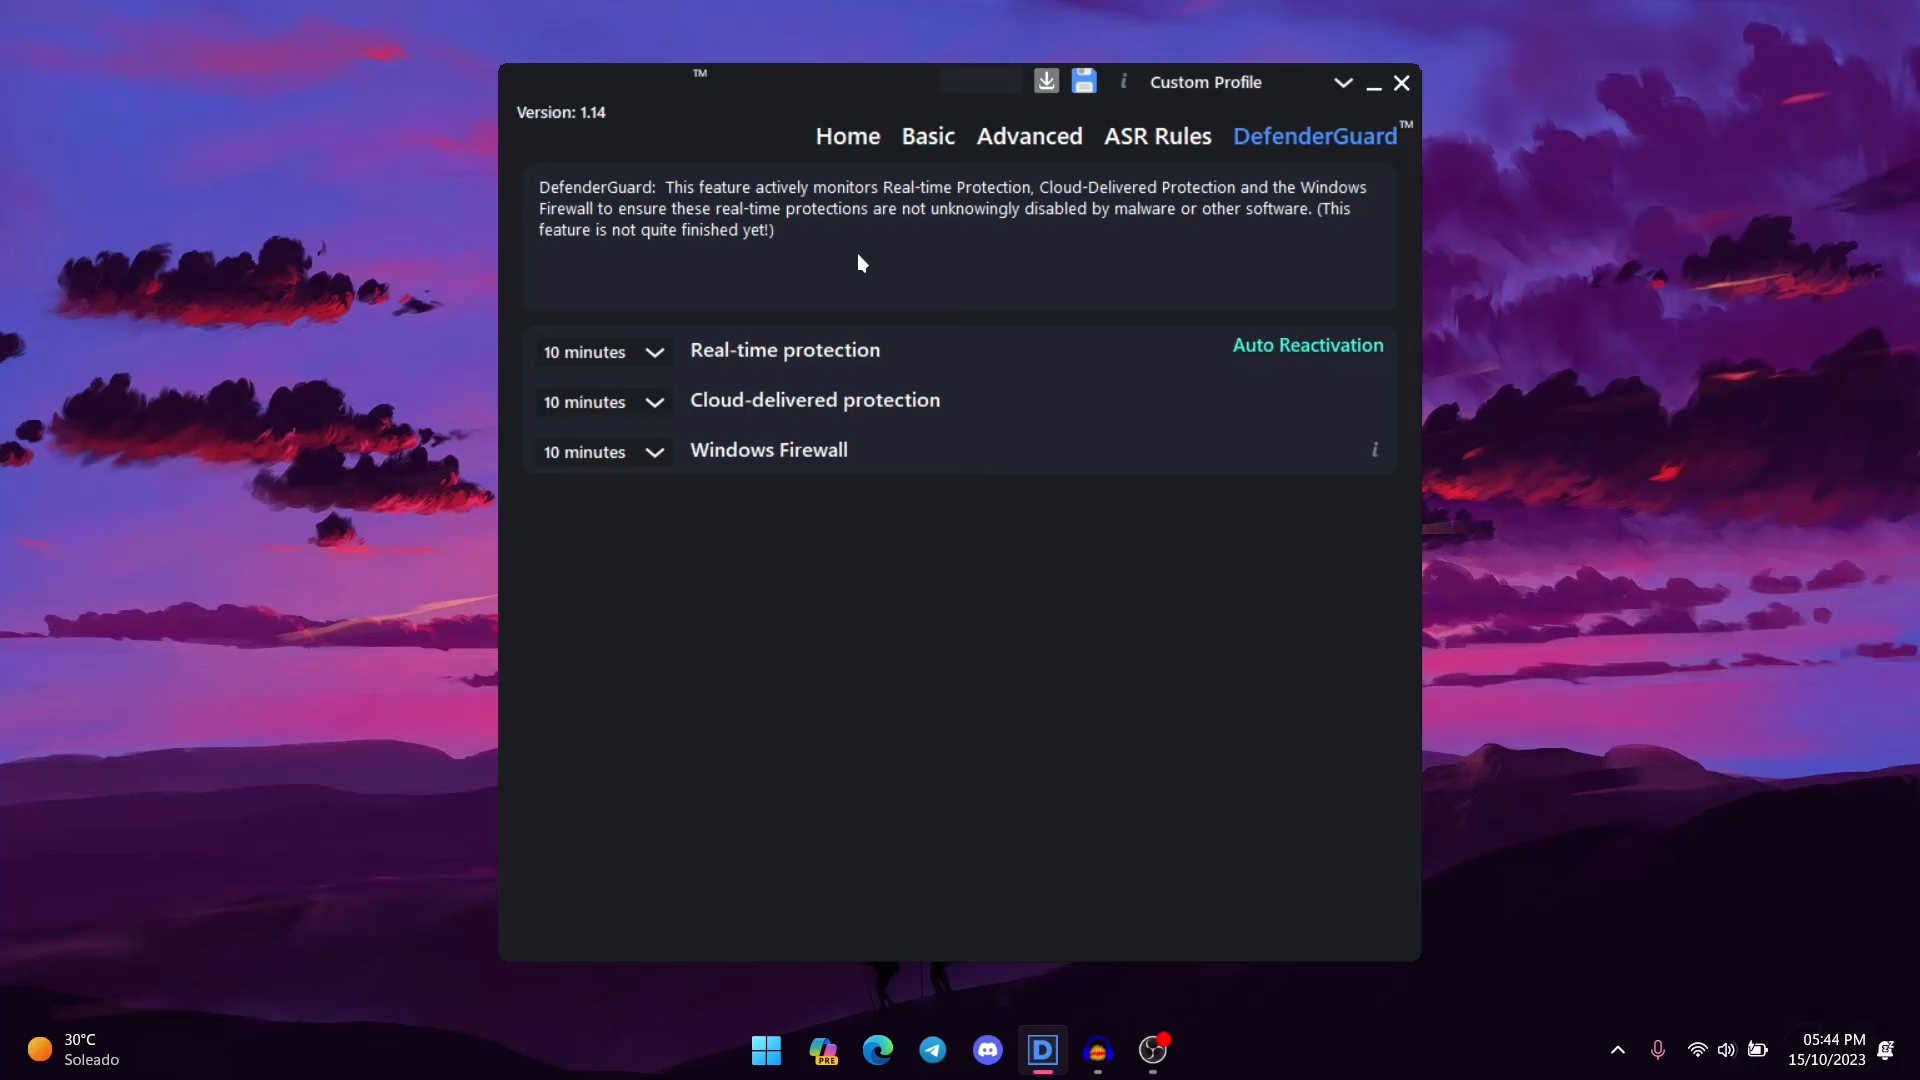 ™
Custom Profile
Version: 1.14
Home Basic Advanced ASR Rules DefenderGuard™
DefenderGuard: This feature actively monitors Real-time Protection, Cloud-Delivered Protection and the Windows
Firewall to ensure these real-time protections are not unknowingly disabled by malware or other software. (This
feature is not quite finished yet!)
10 minutes Real-time protection Auto Reactivation
10 minutes Cloud-delivered protection
10 minutes Windows Firewall i
30°C
Soleado
PRE
D
05:44 PM
15/10/2023